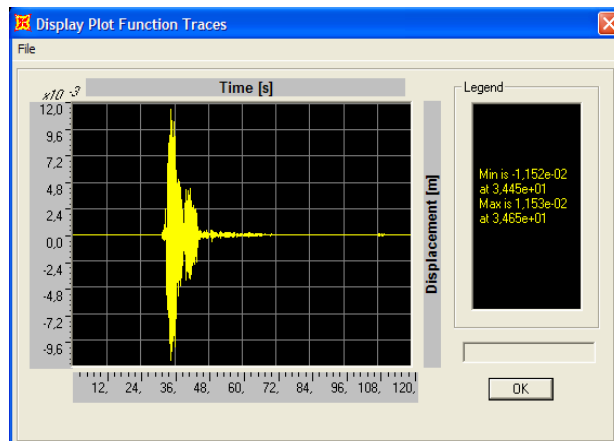 Display Plot Function Traces
File
Time [s]
x10 -3
12,0
9,6
7,2
4,8
2,4
0,0
-2,4
-4,8
-7,2
-9,6
12, 24, 36, 48, 60, 72, 84, 96, 108, 120,
Displacement [m]
Legend
Min is -1,152e-02
at 3,445e+01
Max is 1,153e-02
at 3,465e+01
OK